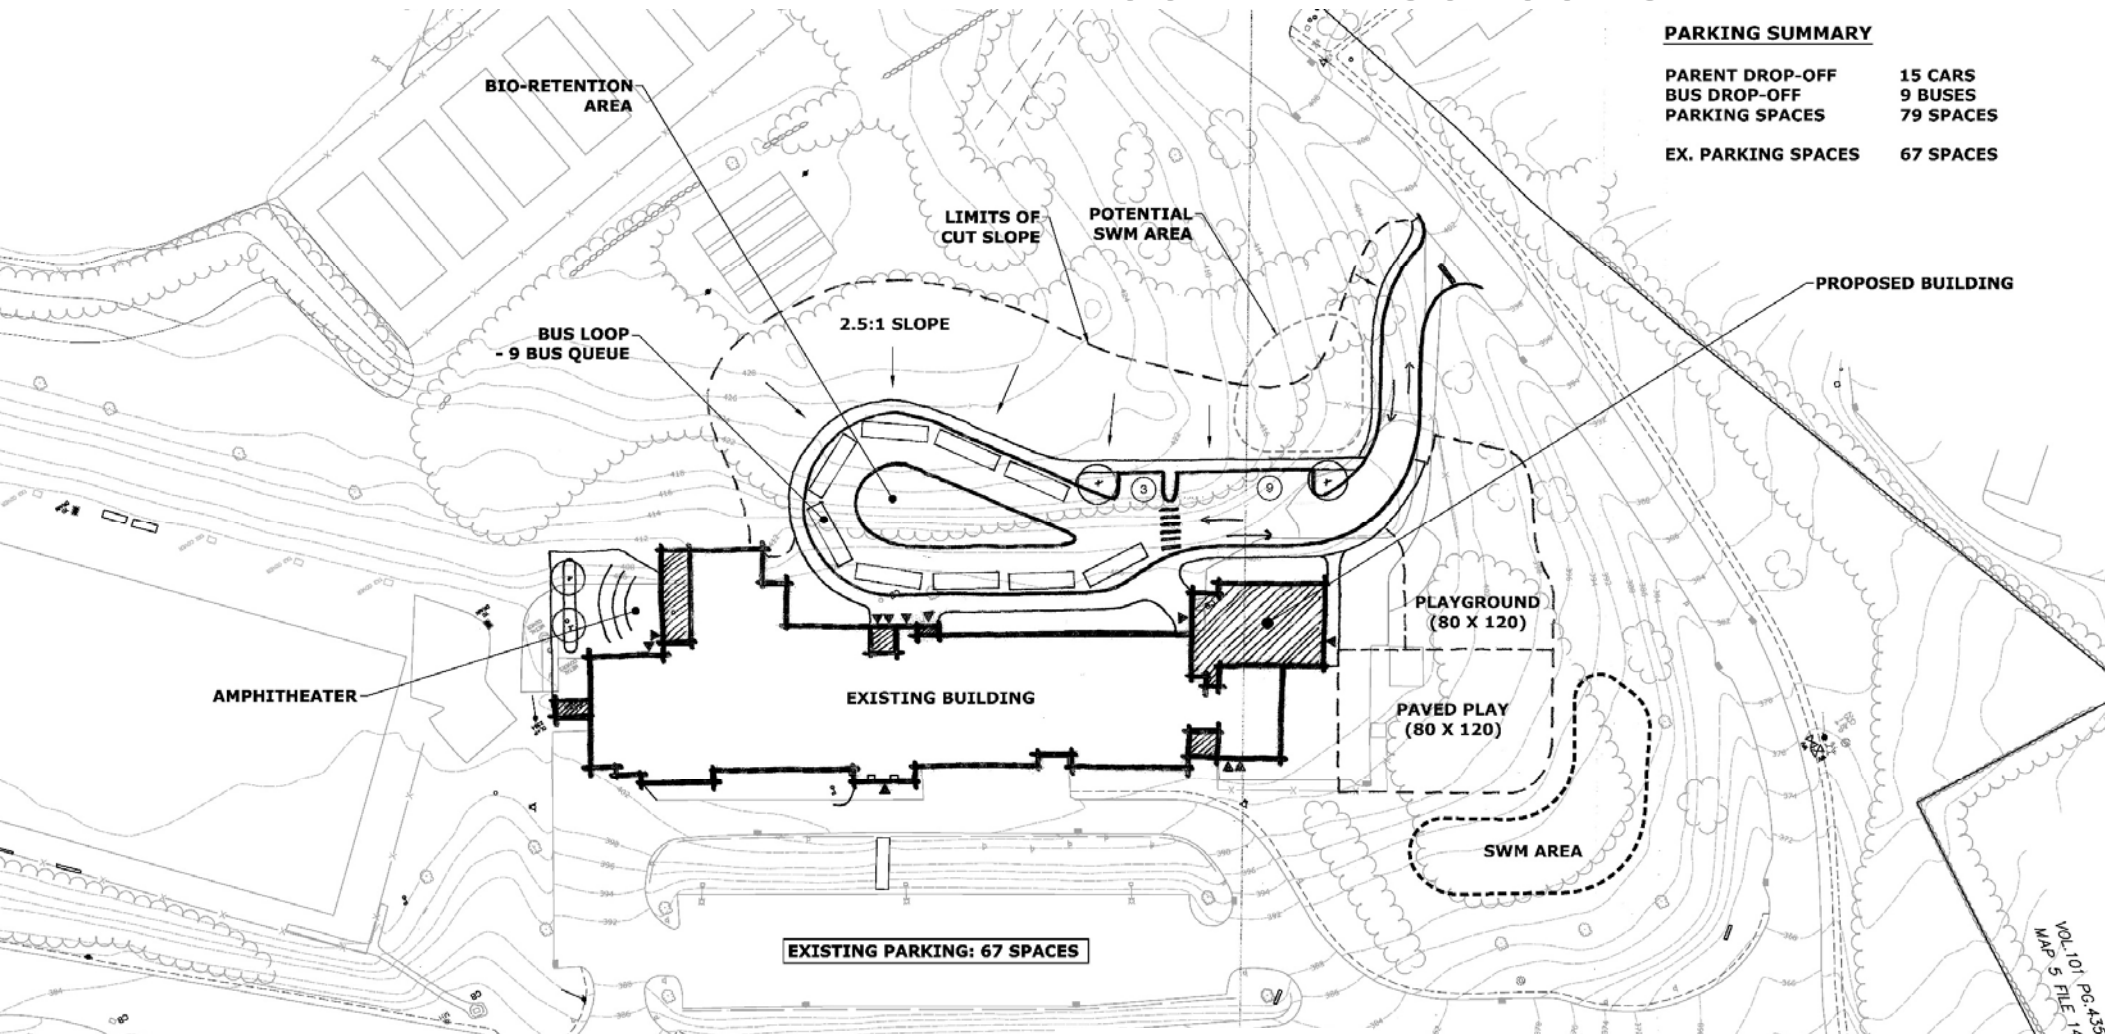 PARKING SUMMARY
PARENT DROP-OFF 15 CARS
BUS DROP-OFF 9 BUSES
PARKING SPACES 79 SPACES
EX. PARKING SPACES 67 SPACES
BIO-RETENTION
AREA
LIMITS OF
CUT SLOPE
POTENTIAL
SWM AREA
PROPOSED BUILDING
2.5:1 SLOPE
BUS LOOP
- 9 BUS QUEUE
3
9
PLAYGROUND
(80 X 120)
AMPHITHEATER
EXISTING BUILDING
PAVED PLAY
(80 X 120)
SWM AREA
EXISTING PARKING: 67 SPACES
VOL.101 PG.435
MAP 5 FILE